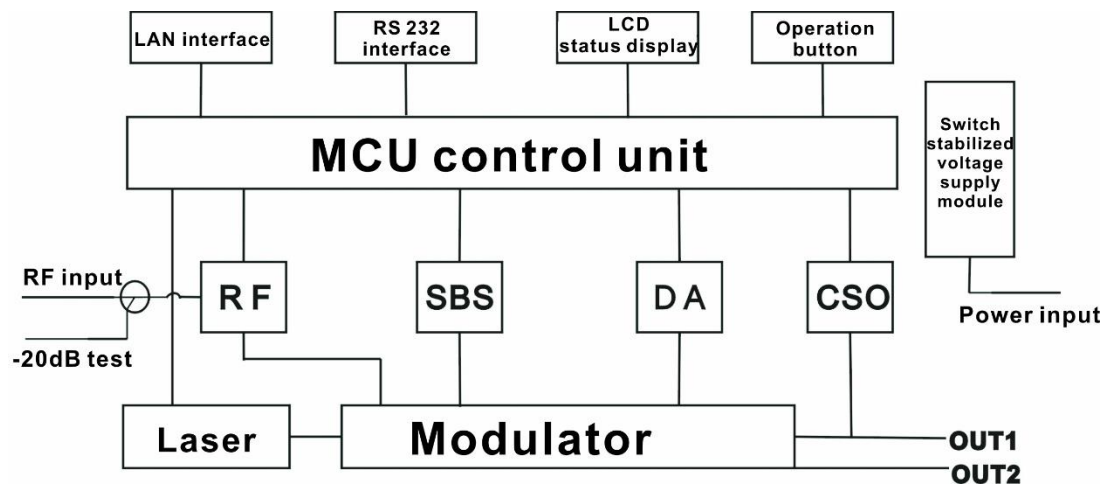 LAN interface
RS 232
interface
LCD
status display
Operation
button
MCU control unit
Switch
stabilized
voltage
supply
module
RF input
-20dB test
RF
SBS
DA
CSO
Power input
Laser
Modulator
OUT1
OUT2